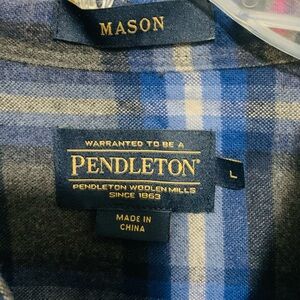 MASON
WARRANTED TO BE A
PENDLETON®
PENDLETON WOOLEN MILLS
SINCE 1863
L
MADE IN
CHINA